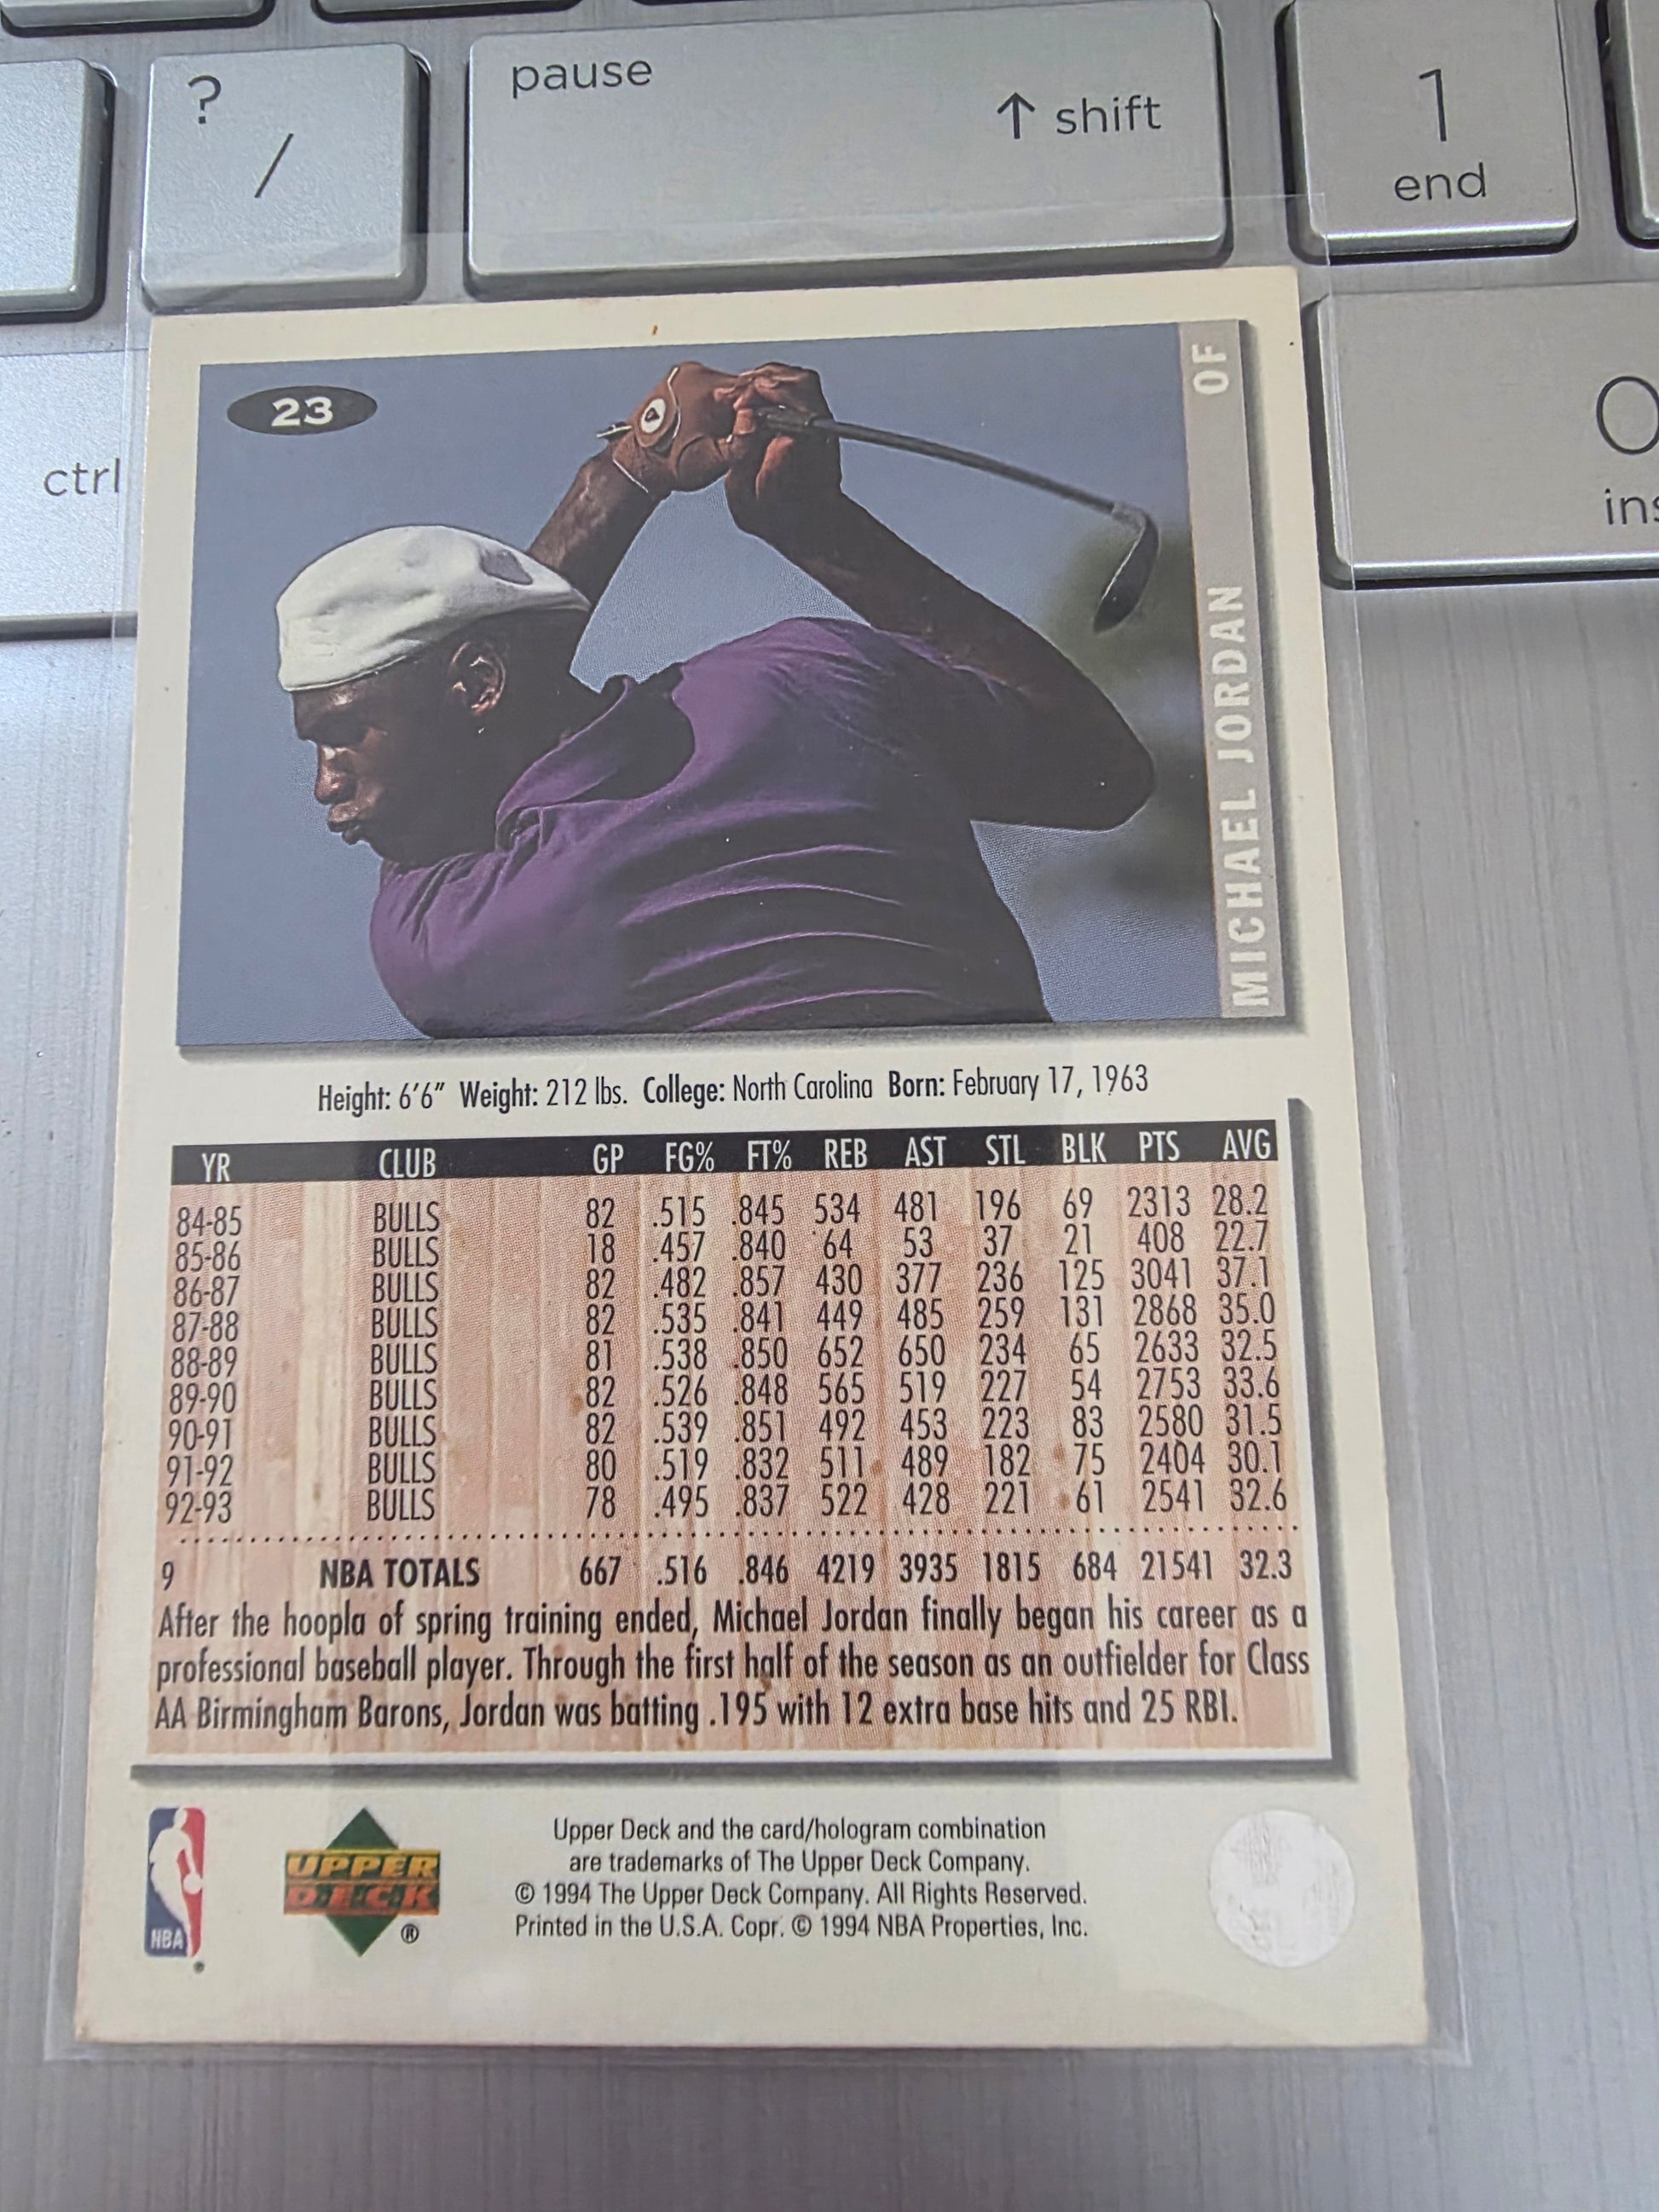 ?
/
pause
↑ shift
1
end
ctrl
0
23
OF
MICHAEL JORDAN
Height: 6'6" Weight: 212 lbs. College: North Carolina Born: February 17, 1963
YR CLUB GP FG% FT% REB AST STL BLK PTS AVG
84-85 BULLS 82 .515 .845 534 481 196 69 2313 28.2
85-86 BULLS 18 .457 .840 64 53 37 21 408 22.7
86-87 BULLS 82 .482 .857 430 377 236 125 3041 37.1
87-88 BULLS 82 .535 .841 449 485 259 131 2868 35.0
88-89 BULLS 81 .538 .850 652 650 234 65 2633 32.5
89-90 BULLS 82 .526 .848 565 519 227 54 2753 33.6
90-91 BULLS 82 .539 .851 492 453 223 83 2580 31.5
91-92 BULLS 80 .519 .832 511 489 182 75 2404 30.1
92-93 BULLS 78 .495 .837 522 428 221 61 2541 32.6
9 NBA TOTALS 667 .516 .846 4219 3935 1815 684 21541 32.3
After the hoopla of spring training ended, Michael Jordan finally began his career as a
professional baseball player. Through the first half of the season as an outfielder for Class
AA Birmingham Barons, Jordan was batting .195 with 12 extra base hits and 25 RBI.
NBA
UPPER
DECK
®
Upper Deck and the card/hologram combination
are trademarks of The Upper Deck Company.
© 1994 The Upper Deck Company. All Rights Reserved.
Printed in the U.S.A. Copr. © 1994 NBA Properties, Inc.